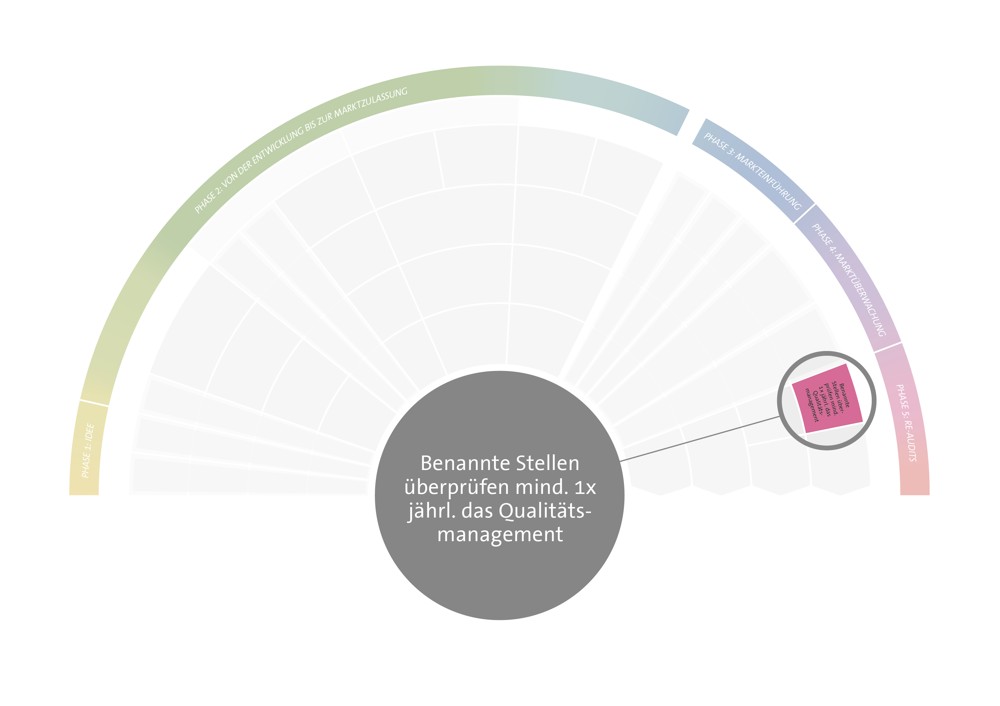 PHASE 1: IDEE
PHASE 2: VON DER ENTWICKLUNG BIS ZUR MARKTZULASSUNG
PHASE 3: MARKTEINFÜHRUNG
PHASE 4: MARKTÜBERWACHUNG
PHASE 5: RE-AUDITS
Benannte
Stellen über-
prüfen mind.
1x jährl. das
Qualitäts-
management
Benannte Stellen
überprüfen mind. 1x
jährl. das Qualitäts-
management